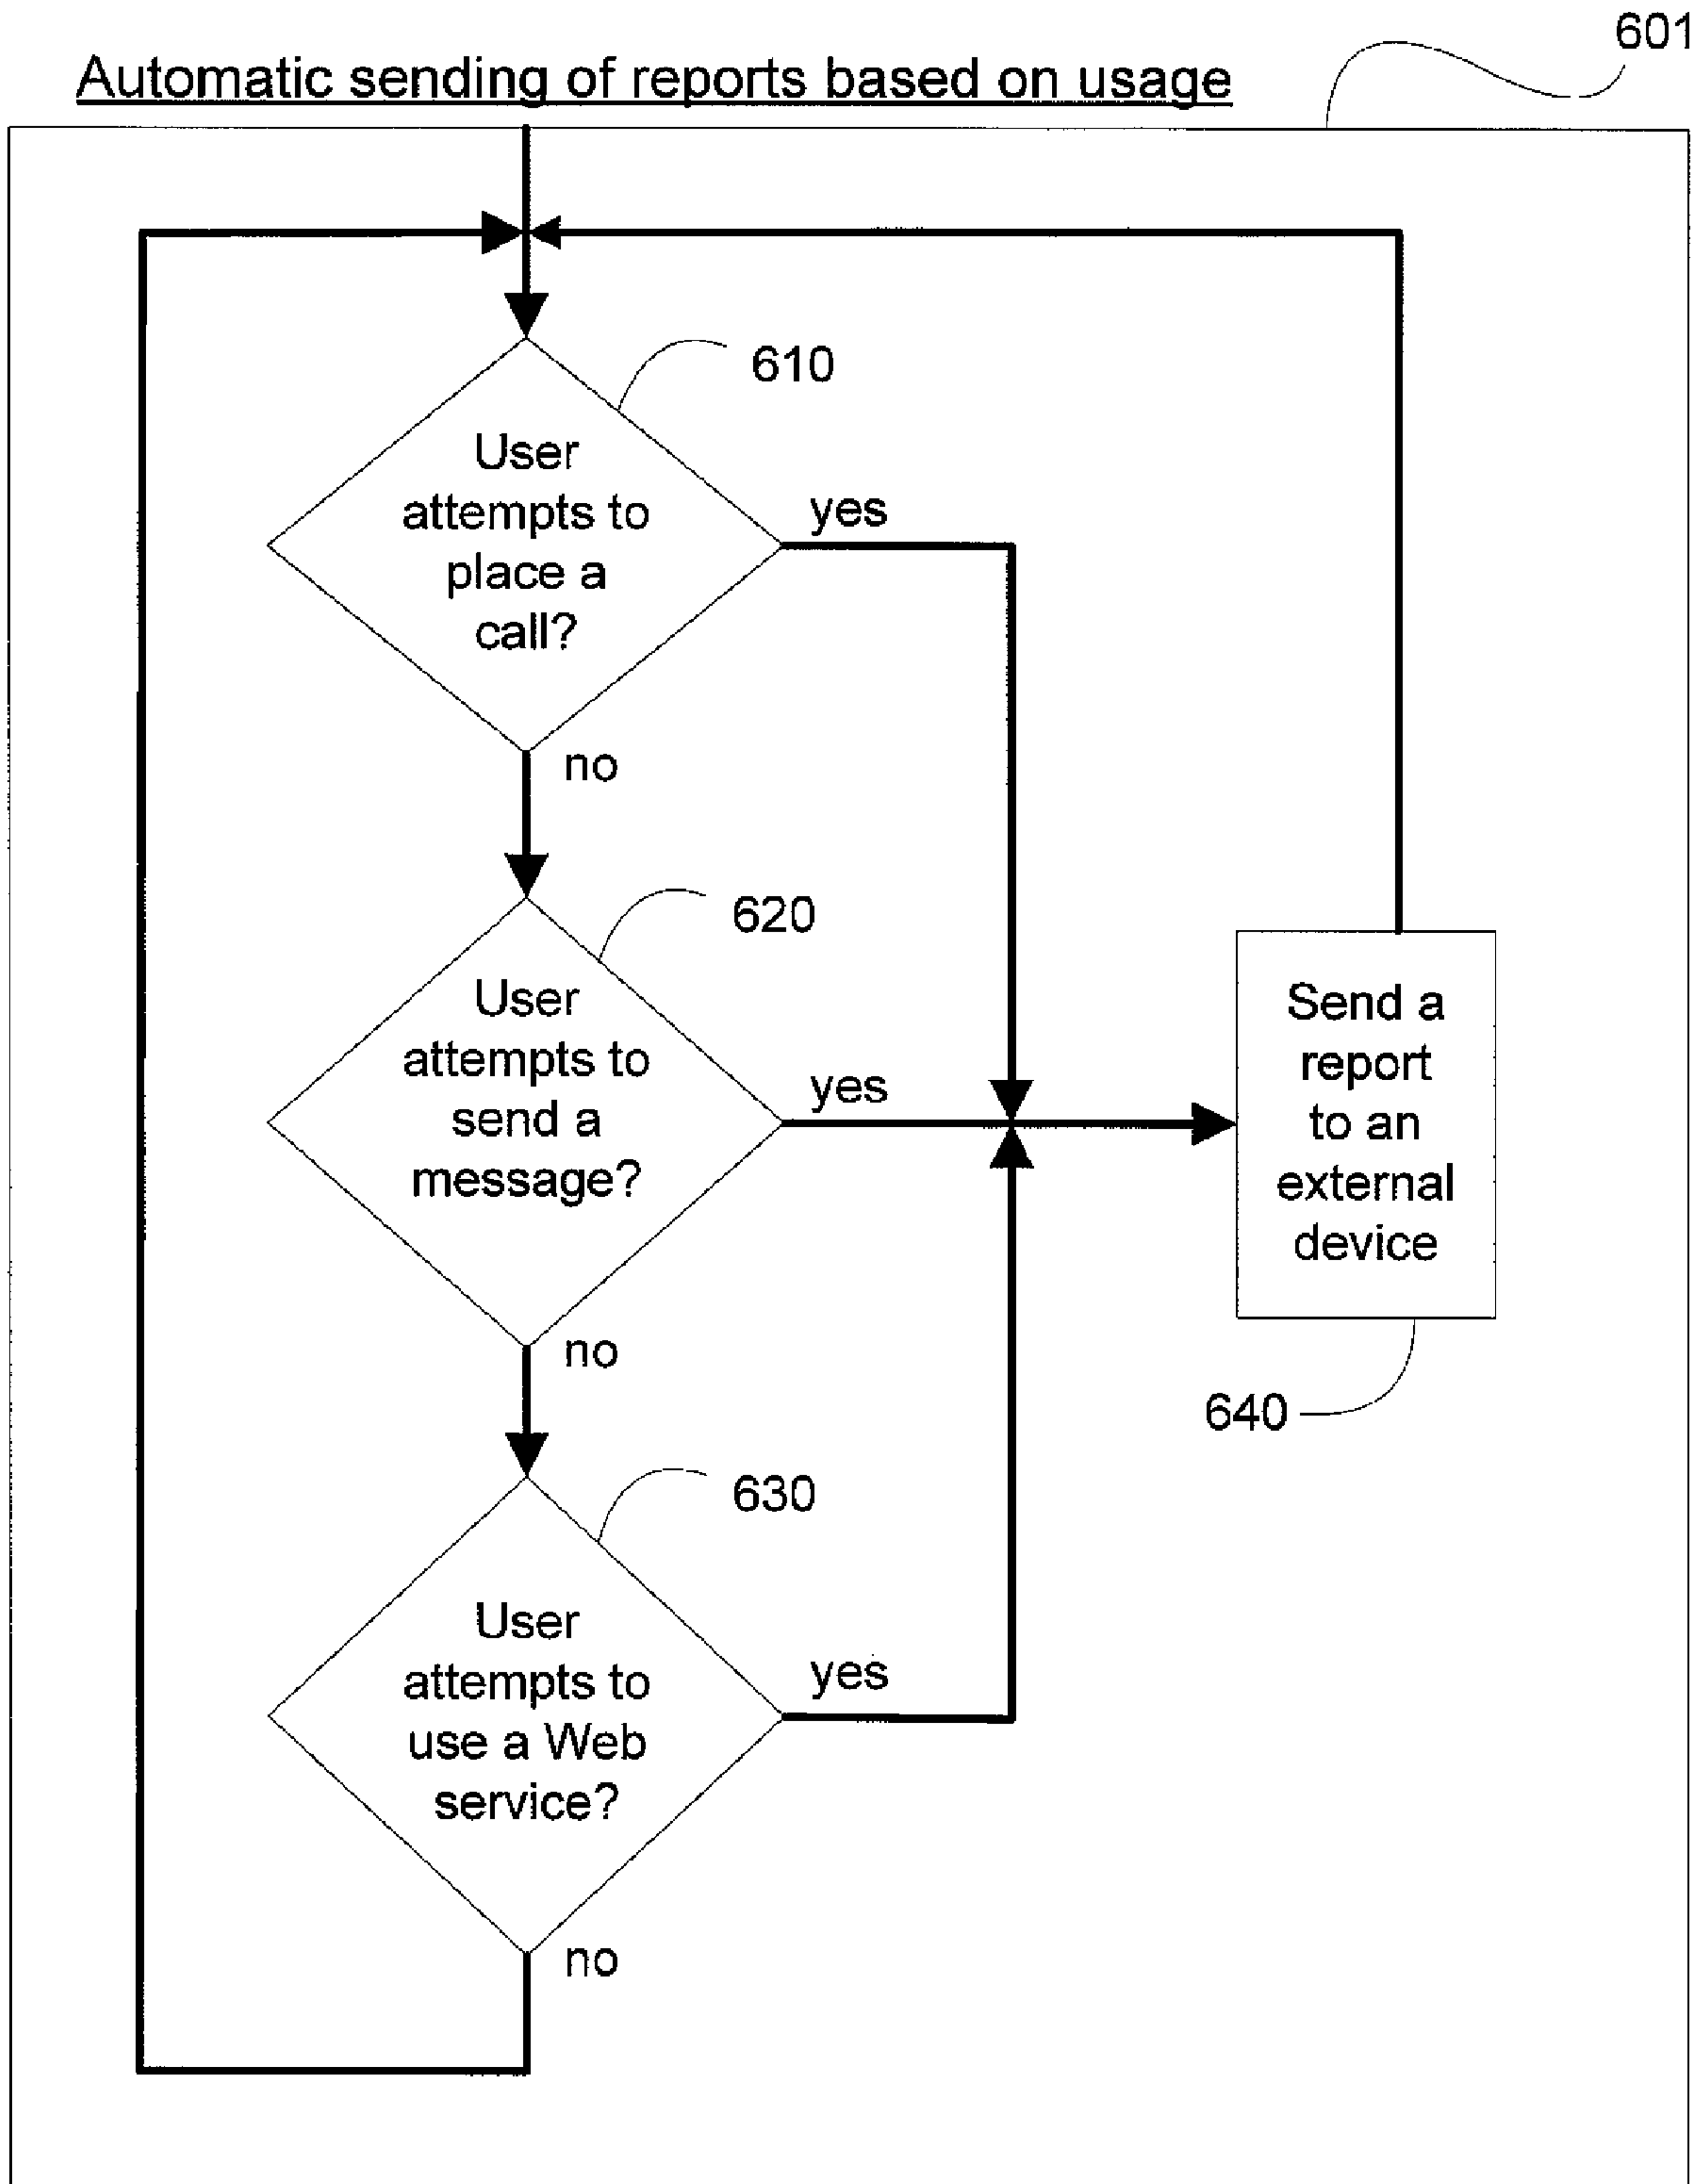 601
Automatic sending of reports based on usage
610
User
attempts to
place a
call?
yes
no
620
User
attempts to
send a
message?
yes
no
Send a
report
to an
external
device
640
630
User
attempts to
use a Web
service?
yes
no